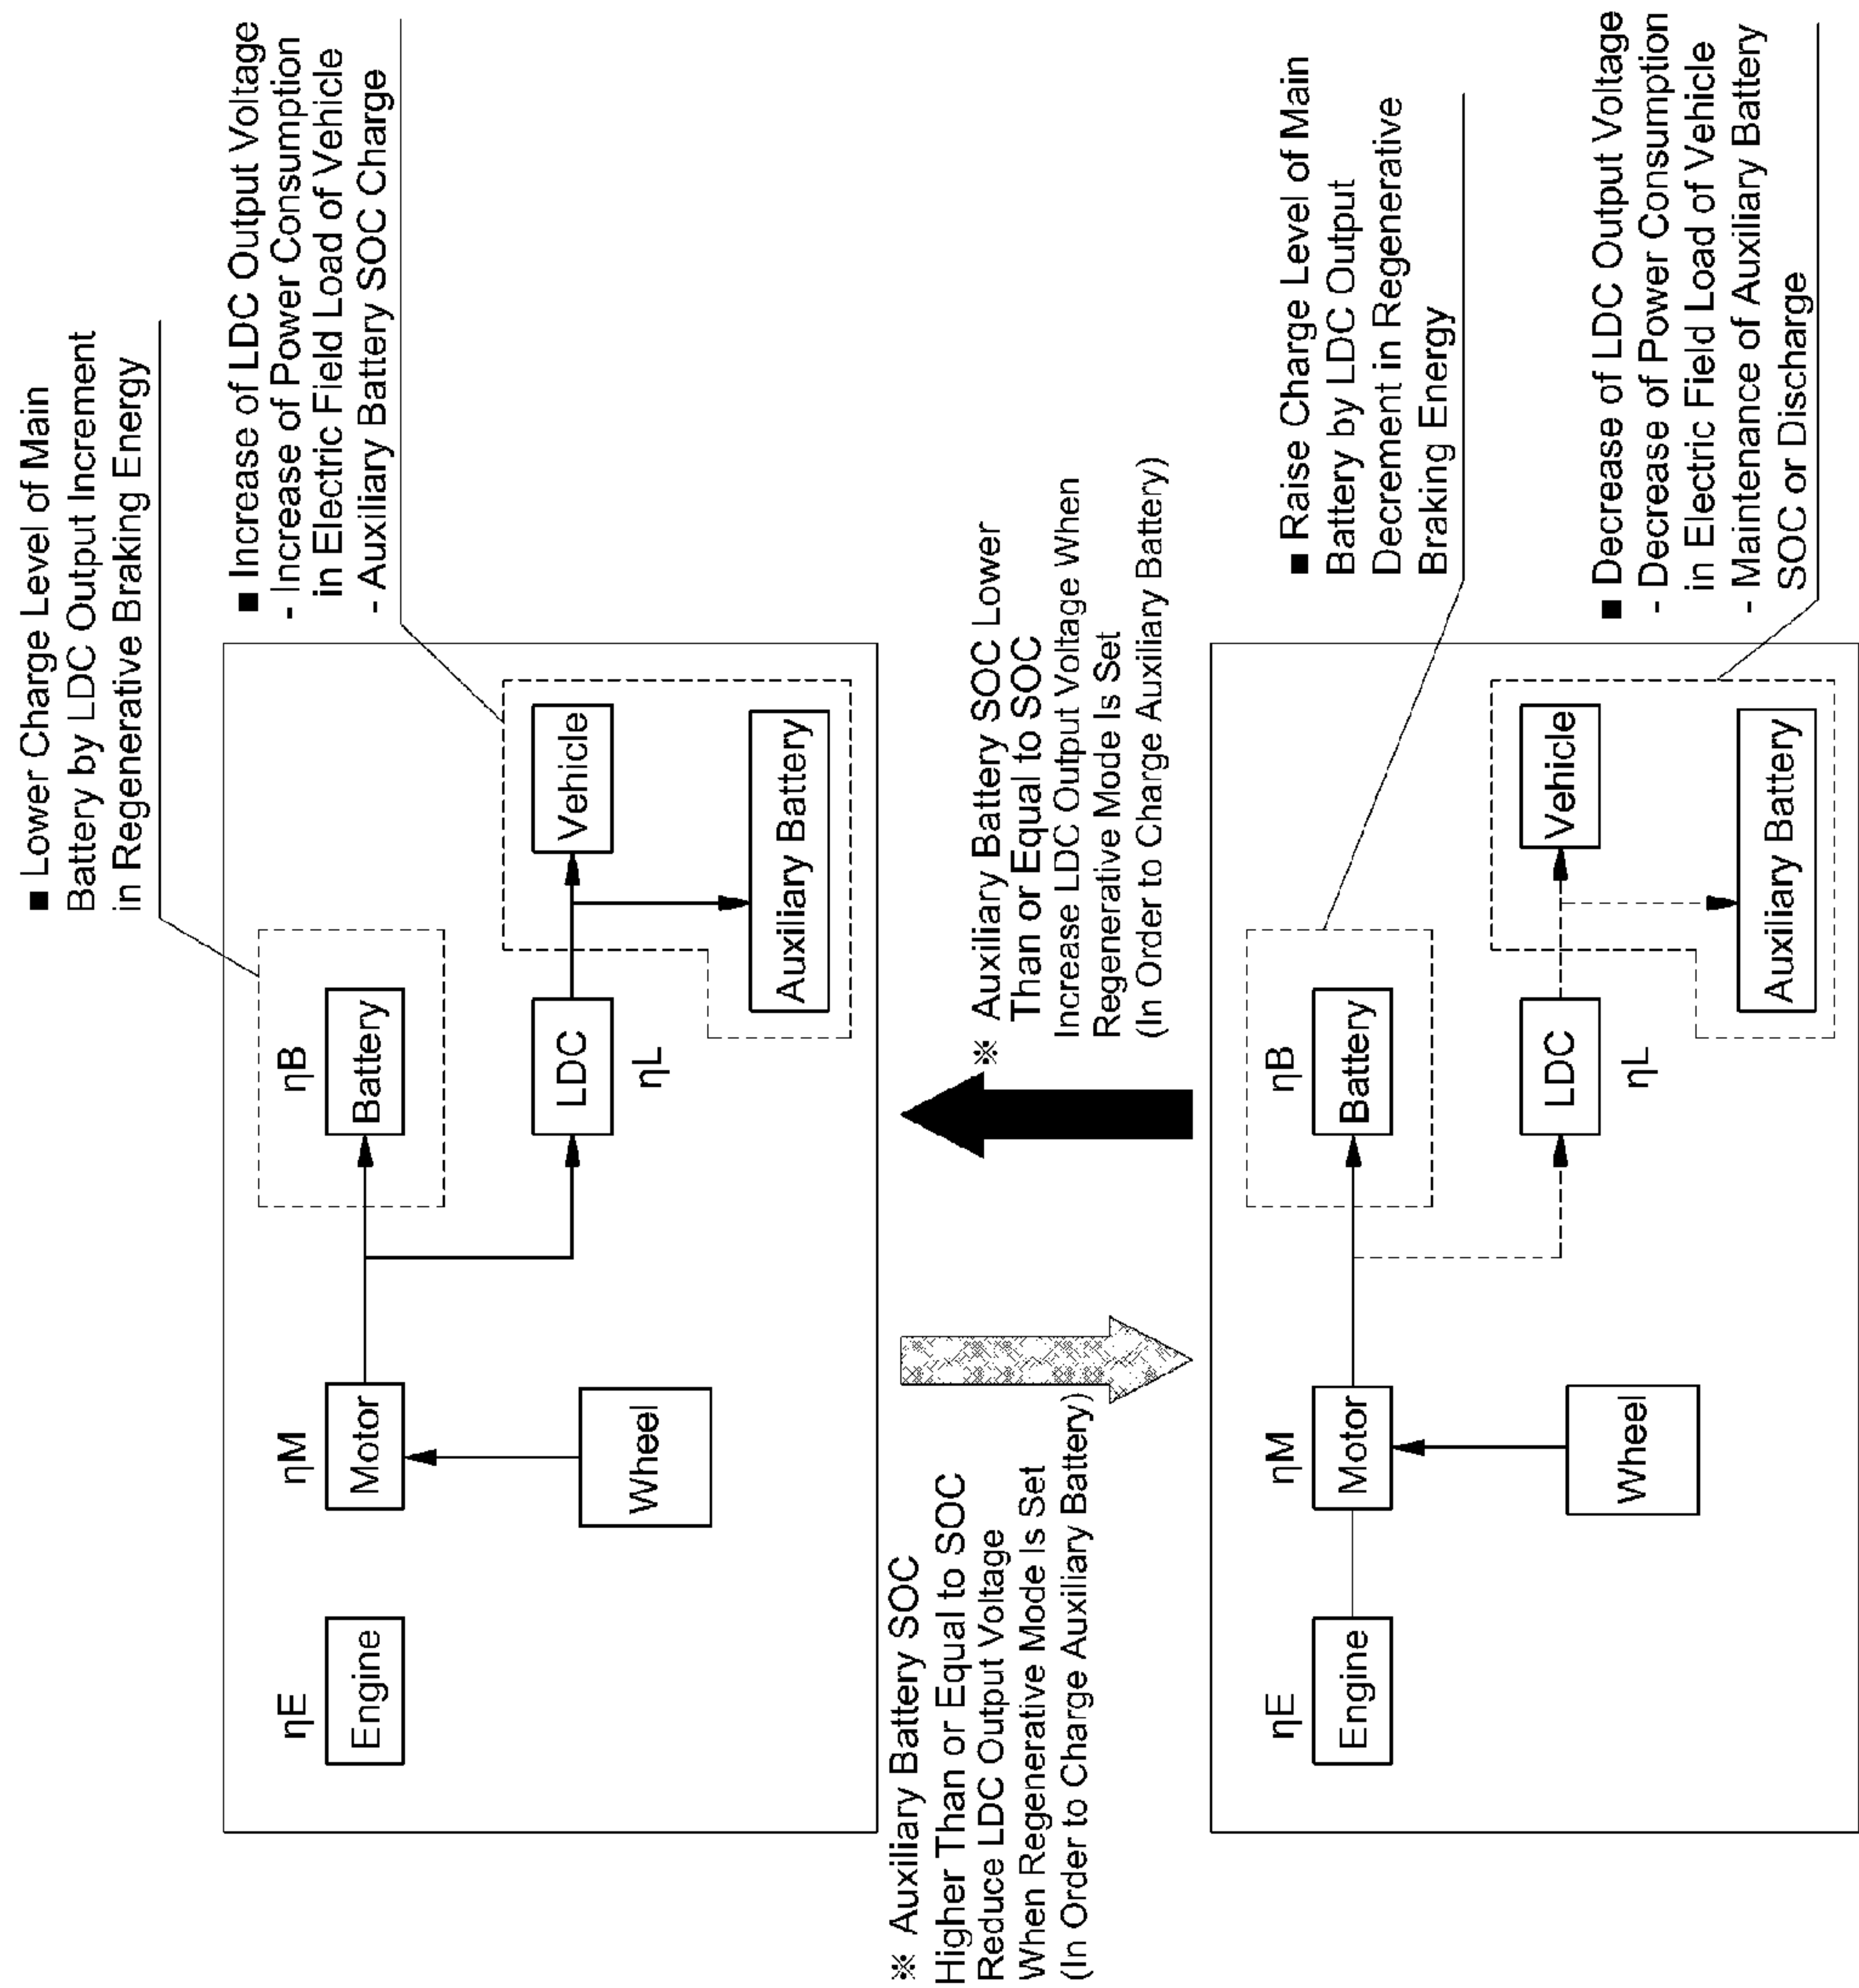 ■ Lower Charge Level of Main
Battery by LDC Output Increment
in Regenerative Braking Energy
■ Increase of LDC Output Voltage
- Increase of Power Consumption
in Electric Field Load of Vehicle
- Auxiliary Battery SOC Charge
ηE
Engine
ηM
Motor
Wheel
ηB
Battery
LDC
ηL
Vehicle
Auxiliary Battery
※ Auxiliary Battery SOC
Higher Than or Equal to SOC
Reduce LDC Output Voltage
When Regenerative Mode Is Set
(In Order to Charge Auxiliary Battery)
※ Auxiliary Battery SOC Lower
Than or Equal to SOC
Increase LDC Output Voltage When
Regenerative Mode Is Set
(In Order to Charge Auxiliary Battery)
ηE
Engine
ηM
Motor
Wheel
ηB
Battery
LDC
ηL
Vehicle
Auxiliary Battery
■ Raise Charge Level of Main
Battery by LDC Output
Decrement in Regenerative
Braking Energy
■ Decrease of LDC Output Voltage
- Decrease of Power Consumption
in Electric Field Load of Vehicle
- Maintenance of Auxiliary Battery
SOC or Discharge